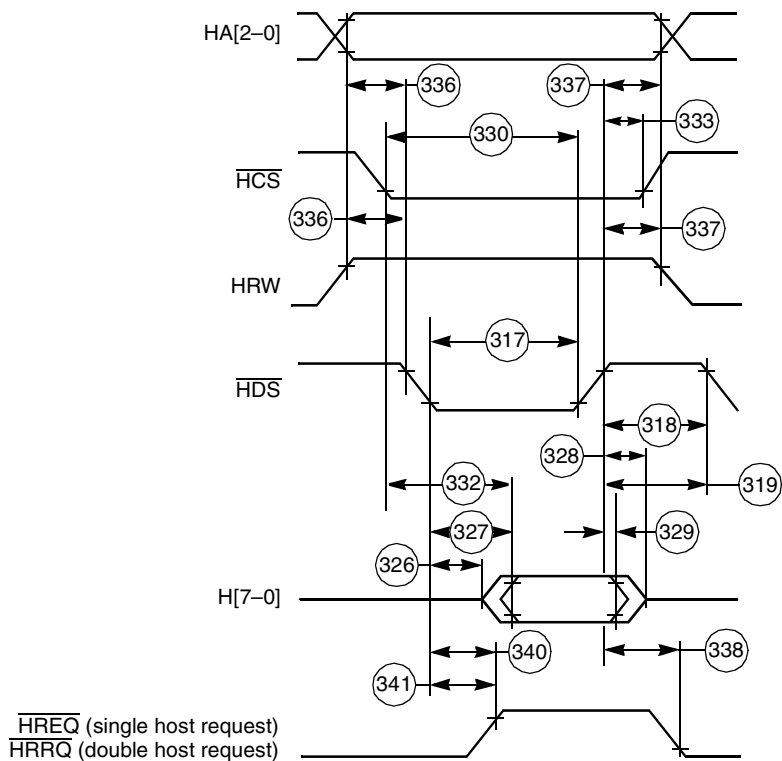 HA[2–0]
336
337
333
330
HCS
336
337
HRW
317
HDS
318
328
332
319
327
329
326
H[7–0]
340
338
341
HREQ (single host request)
HRRQ (double host request)